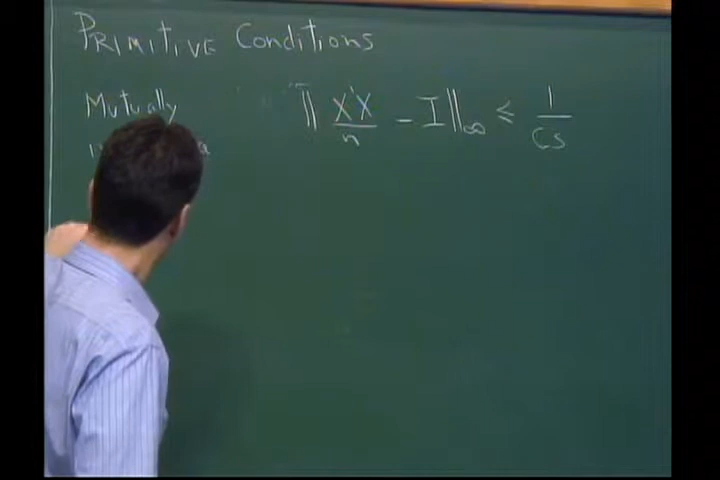 PRIMITIVE Conditions
Mutually ‖ X'X / n - I ‖∞ ≤ 1 / Cs